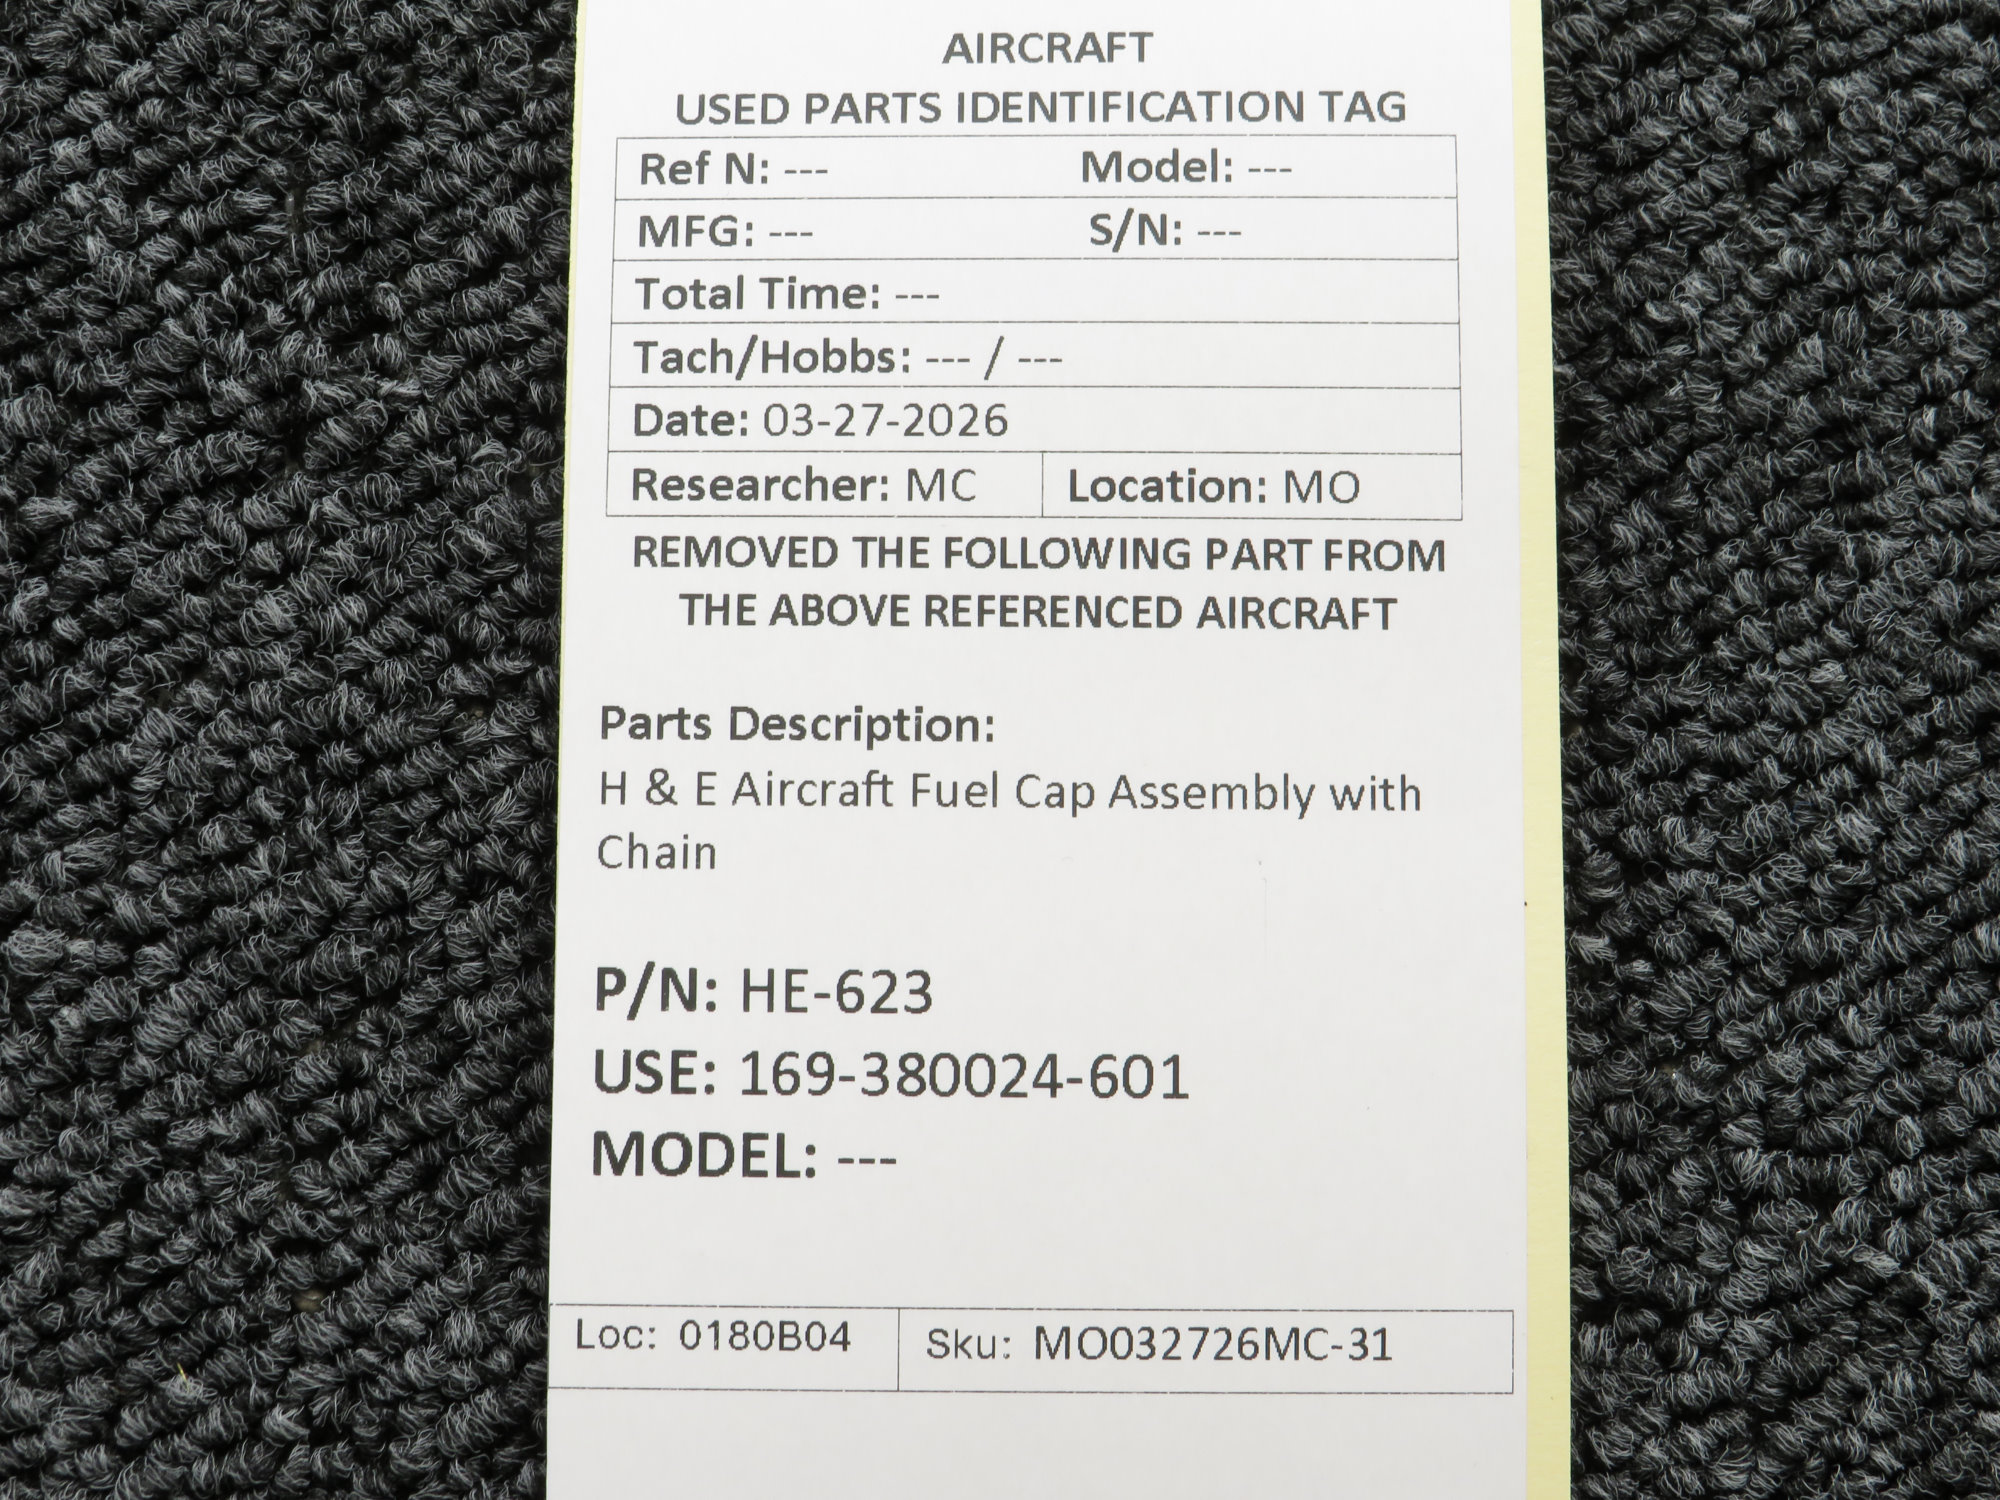 AIRCRAFT
USED PARTS IDENTIFICATION TAG
Ref N: --- Model: ---
MFG: --- S/N: ---
Total Time: ---
Tach/Hobbs: --- / ---
Date: 03-27-2026
Researcher: MC Location: MO
REMOVED THE FOLLOWING PART FROM
THE ABOVE REFERENCED AIRCRAFT
Parts Description:
H & E Aircraft Fuel Cap Assembly with
Chain
P/N: HE-623
USE: 169-380024-601
MODEL: ---
Loc: 0180B04 Sku: MO032726MC-31